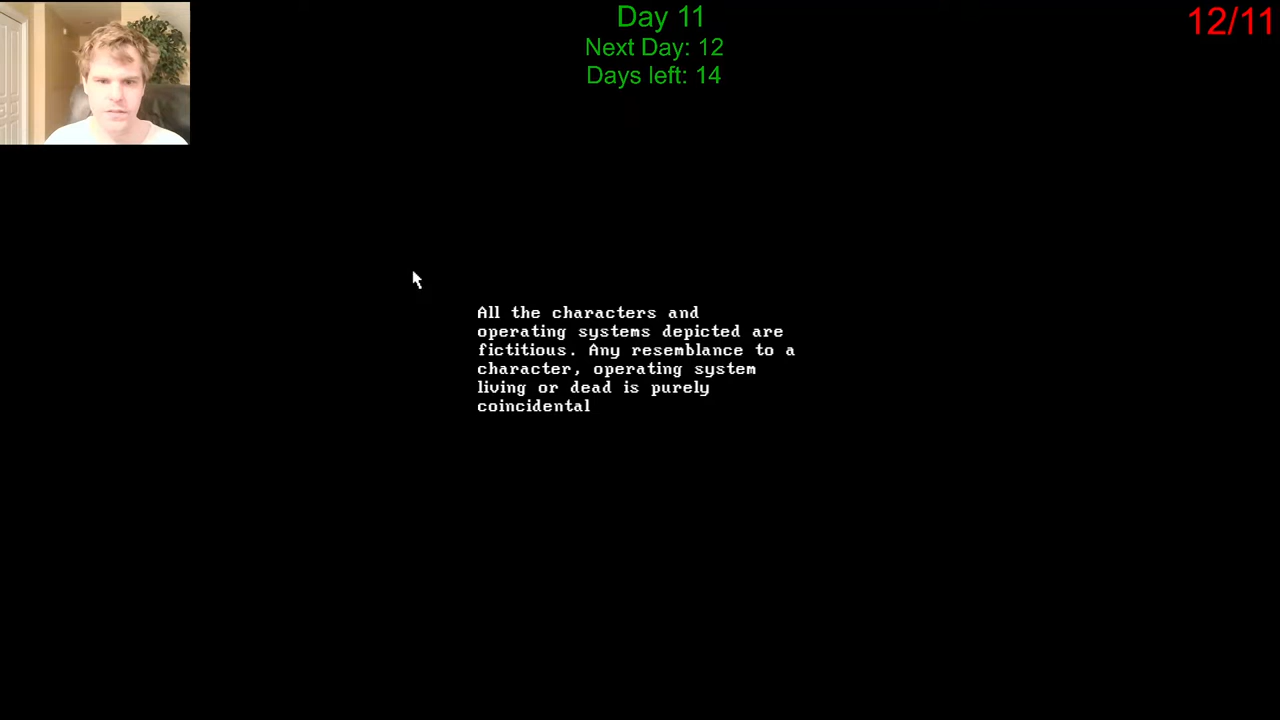 Day 11
Next Day: 12
Days left: 14
12/11
All the characters and
operating systems depicted are
fictitious. Any resemblance to a
character, operating system
living or dead is purely
coincidental